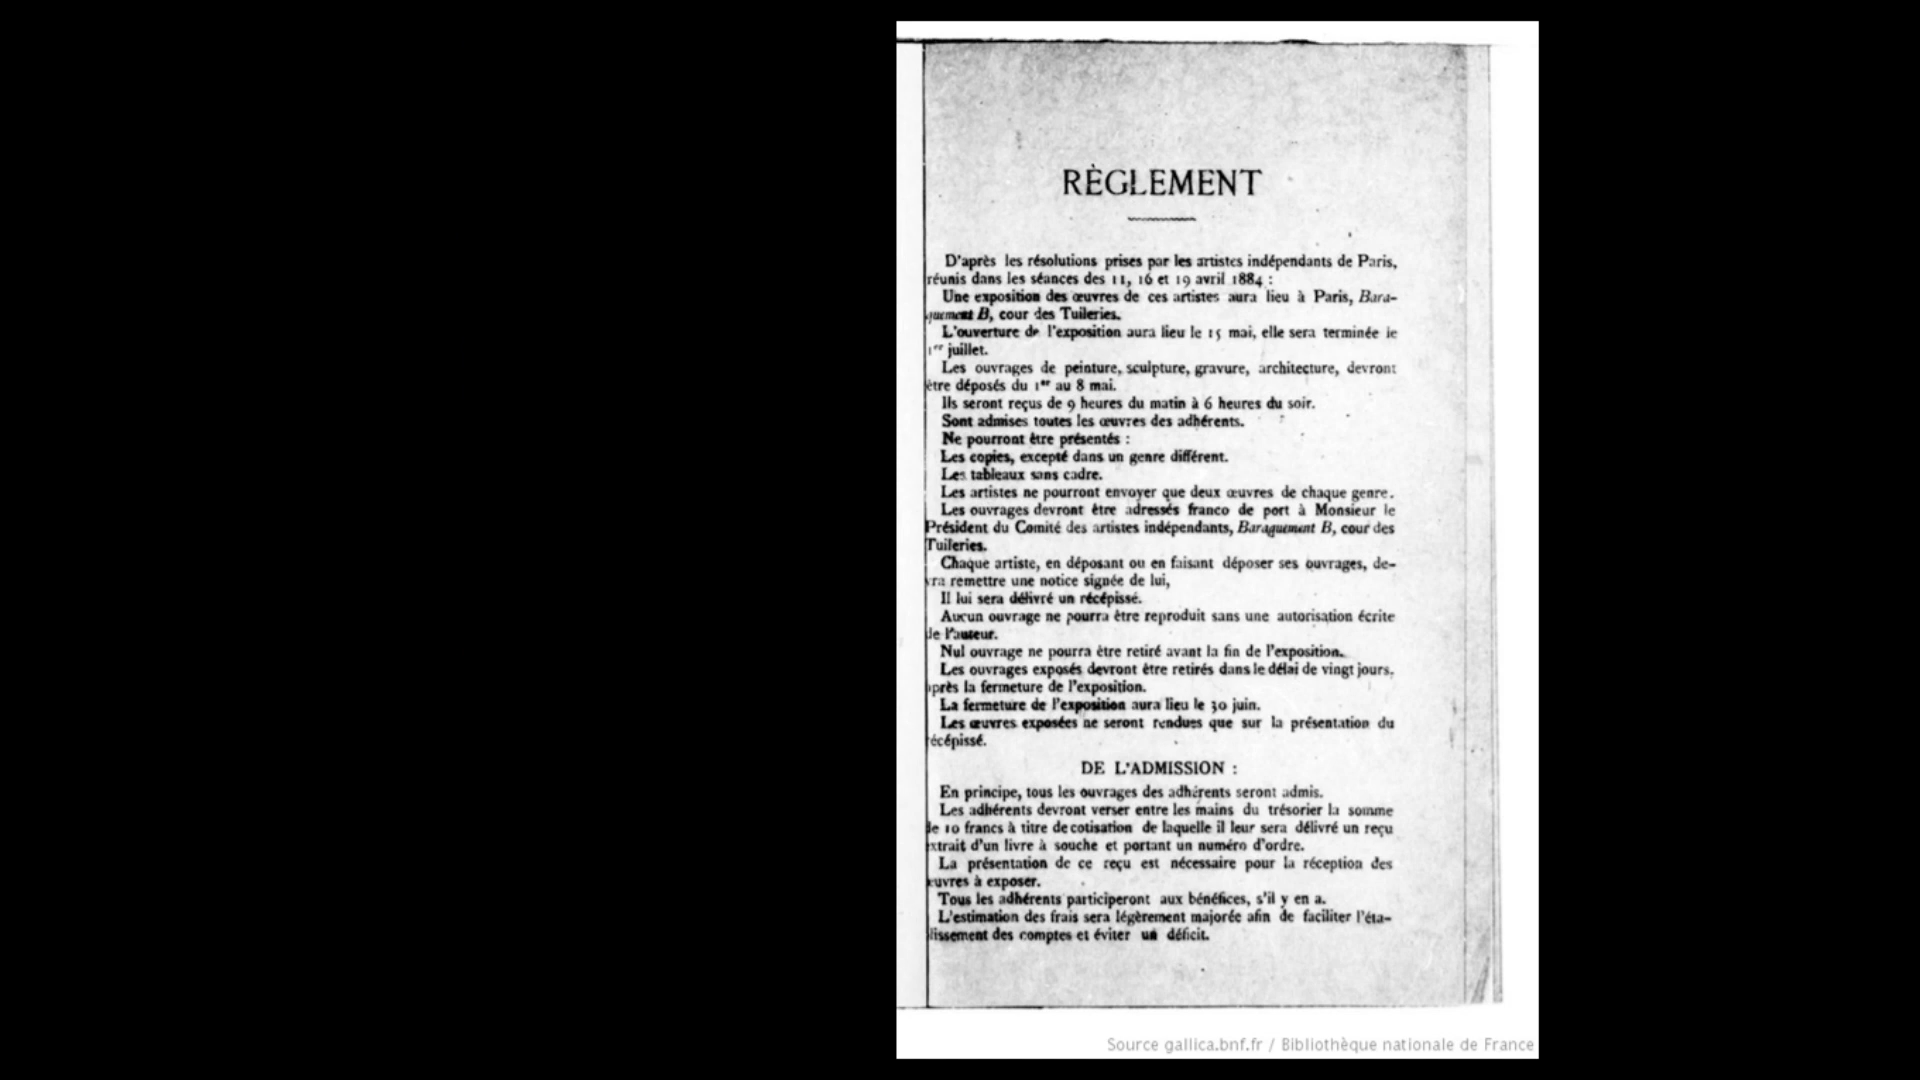 RÈGLEMENT
D'après les résolutions prises par les artistes indépendants de Paris,
réunis dans les séances des 11, 16 et 19 avril 1884 :
Une exposition des œuvres de ces artistes aura lieu à Paris, Bara-
quement B, cour des Tuileries.
L'ouverture de l'exposition aura lieu le 15 mai, elle sera terminée le
1er juillet.
Les ouvrages de peinture, sculpture, gravure, architecture, devront
être déposés du 1er au 8 mai.
Ils seront reçus de 9 heures du matin à 6 heures du soir.
Sont admises toutes les œuvres des adhérents.
Ne pourront être présentés :
Les copies, excepté dans un genre différent.
Les tableaux sans cadre.
Les artistes ne pourront envoyer que deux œuvres de chaque genre.
Les ouvrages devront être adressés franco de port à Monsieur le
Président du Comité des artistes indépendants, Baraquement B, cour des
Tuileries.
Chaque artiste, en déposant ou en faisant déposer ses ouvrages, de-
vra remettre une notice signée de lui,
Il lui sera délivré un récépissé.
Aucun ouvrage ne pourra être reproduit sans une autorisation écrite
de l'auteur.
Nul ouvrage ne pourra être retiré avant la fin de l'exposition.
Les ouvrages exposés devront être retirés dans le délai de vingt jours,
après la fermeture de l'exposition.
La fermeture de l'exposition aura lieu le 30 juin.
Les œuvres exposées ne seront rendues que sur la présentation du
récépissé.
DE L'ADMISSION :
En principe, tous les ouvrages des adhérents seront admis.
Les adhérents devront verser entre les mains du trésorier la somme
de 10 francs à titre de cotisation de laquelle il leur sera délivré un reçu
extrait d'un livre à souche et portant un numéro d'ordre.
La présentation de ce reçu est nécessaire pour la réception des
œuvres à exposer.
Tous les adhérents participeront aux bénéfices, s'il y en a.
L'estimation des frais sera légèrement majorée afin de faciliter l'éta-
blissement des comptes et éviter un déficit.
Source gallica.bnf.fr / Bibliothèque nationale de France